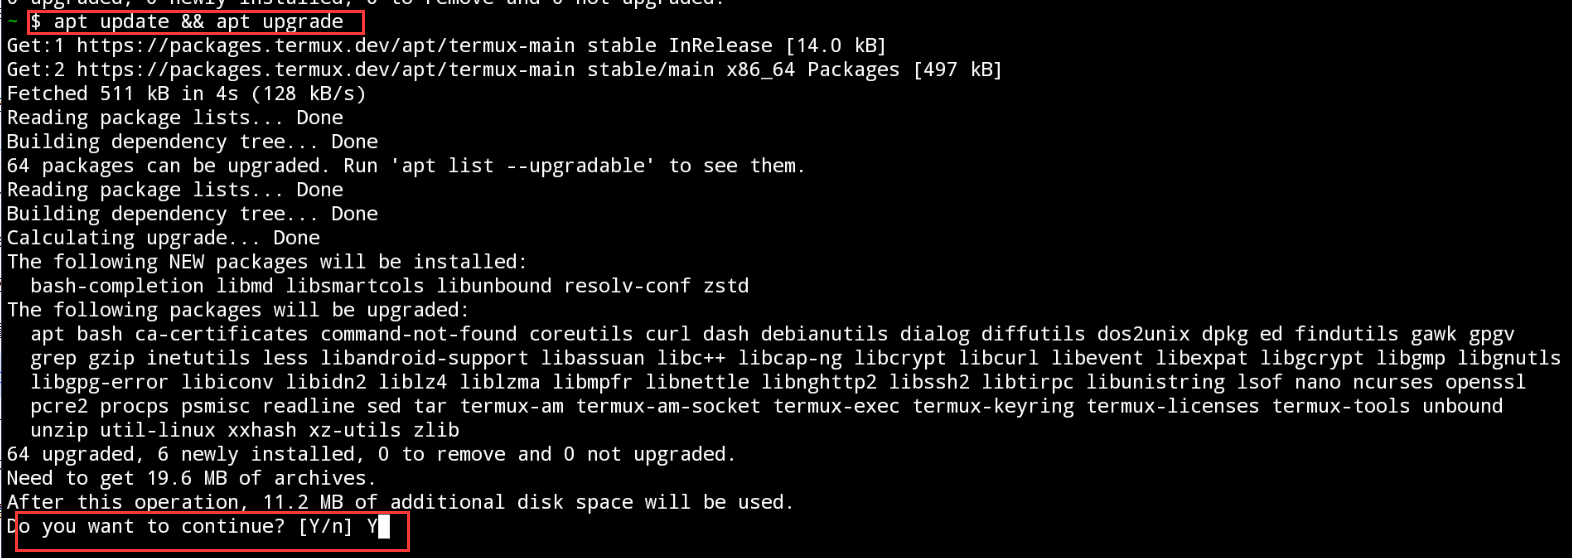 0 upgraded, 0 newly installed, 0 to remove and 0 not upgraded.
~ $ apt update && apt upgrade
Get:1 https://packages.termux.dev/apt/termux-main stable InRelease [14.0 kB]
Get:2 https://packages.termux.dev/apt/termux-main stable/main x86_64 Packages [497 kB]
Fetched 511 kB in 4s (128 kB/s)
Reading package lists... Done
Building dependency tree... Done
64 packages can be upgraded. Run 'apt list --upgradable' to see them.
Reading package lists... Done
Building dependency tree... Done
Calculating upgrade... Done
The following NEW packages will be installed:
  bash-completion libmd libsmartcols libunbound resolv-conf zstd
The following packages will be upgraded:
  apt bash ca-certificates command-not-found coreutils curl dash debianutils dialog diffutils dos2unix dpkg ed findutils gawk gpgv
  grep gzip inetutils less libandroid-support libassuan libc++ libcap-ng libcrypt libcurl libevent libexpat libgcrypt libgmp libgnutls
  libgpg-error libiconv libidn2 liblz4 liblzma libmpfr libnettle libnghttp2 libssh2 libtirpc libunistring lsof nano ncurses openssl
  pcre2 procps psmisc readline sed tar termux-am termux-am-socket termux-exec termux-keyring termux-licenses termux-tools unbound
  unzip util-linux xxhash xz-utils zlib
64 upgraded, 6 newly installed, 0 to remove and 0 not upgraded.
Need to get 19.6 MB of archives.
After this operation, 11.2 MB of additional disk space will be used.
Do you want to continue? [Y/n] Y